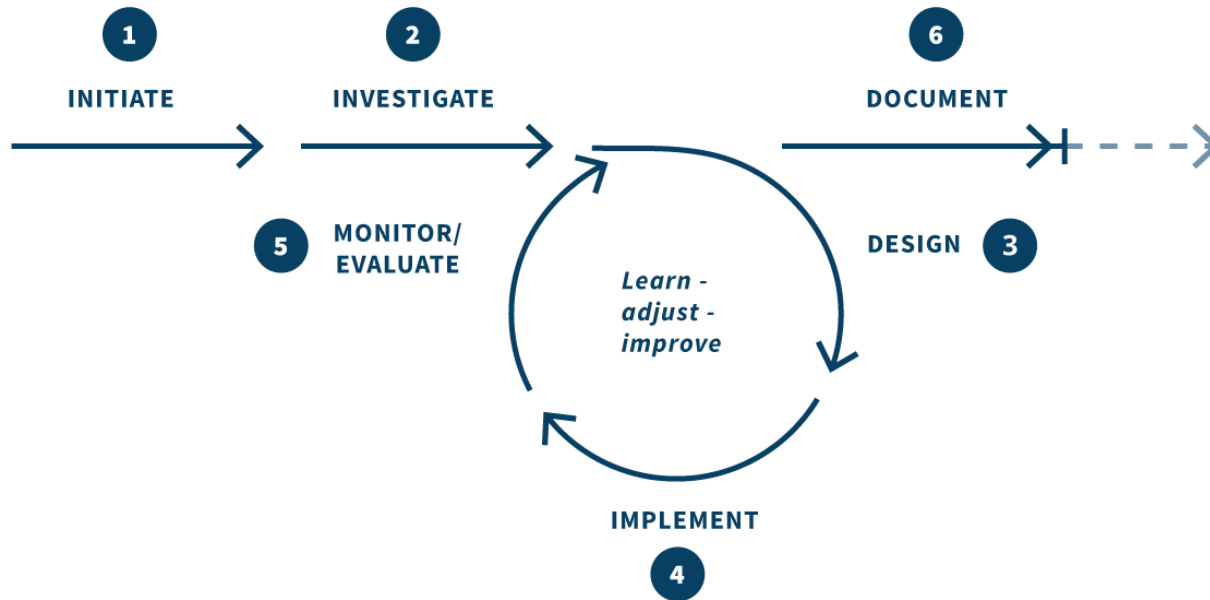 1
INITIATE
2
INVESTIGATE
6
DOCUMENT
5
MONITOR/
EVALUATE
DESIGN
3
Learn -
adjust -
improve
IMPLEMENT
4